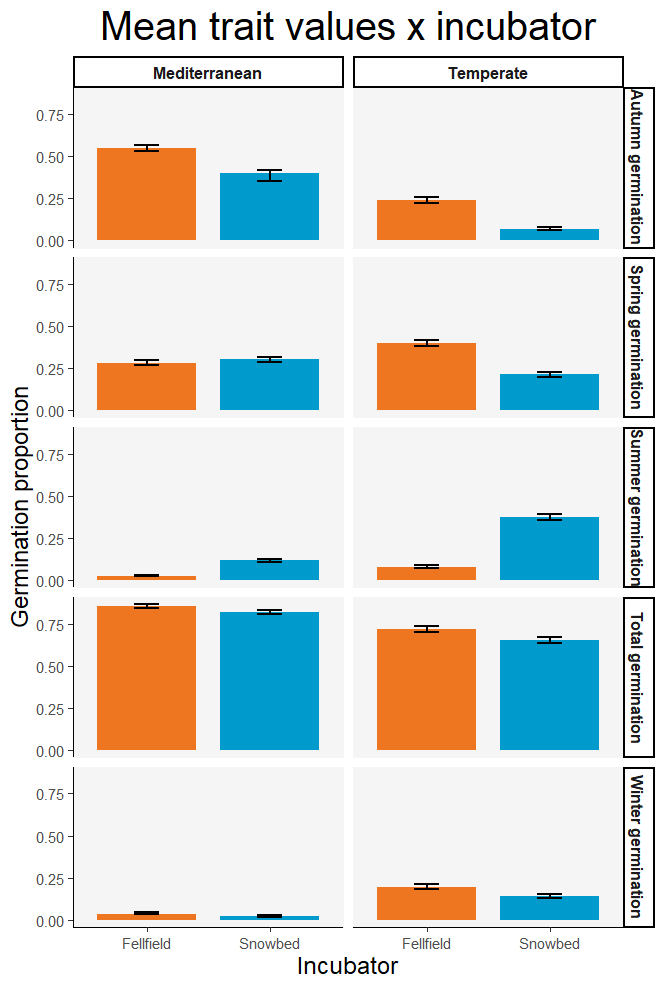 Mean trait values x incubator
Mediterranean
Temperate
Germination proportion
0.75
0.50
0.25
0.00
Autumn germination
0.75
0.50
0.25
0.00
Spring germination
0.75
0.50
0.25
0.00
Summer germination
0.75
0.50
0.25
0.00
Total germination
0.75
0.50
0.25
0.00
Winter germination
Fellfield
Snowbed
Fellfield
Snowbed
Incubator